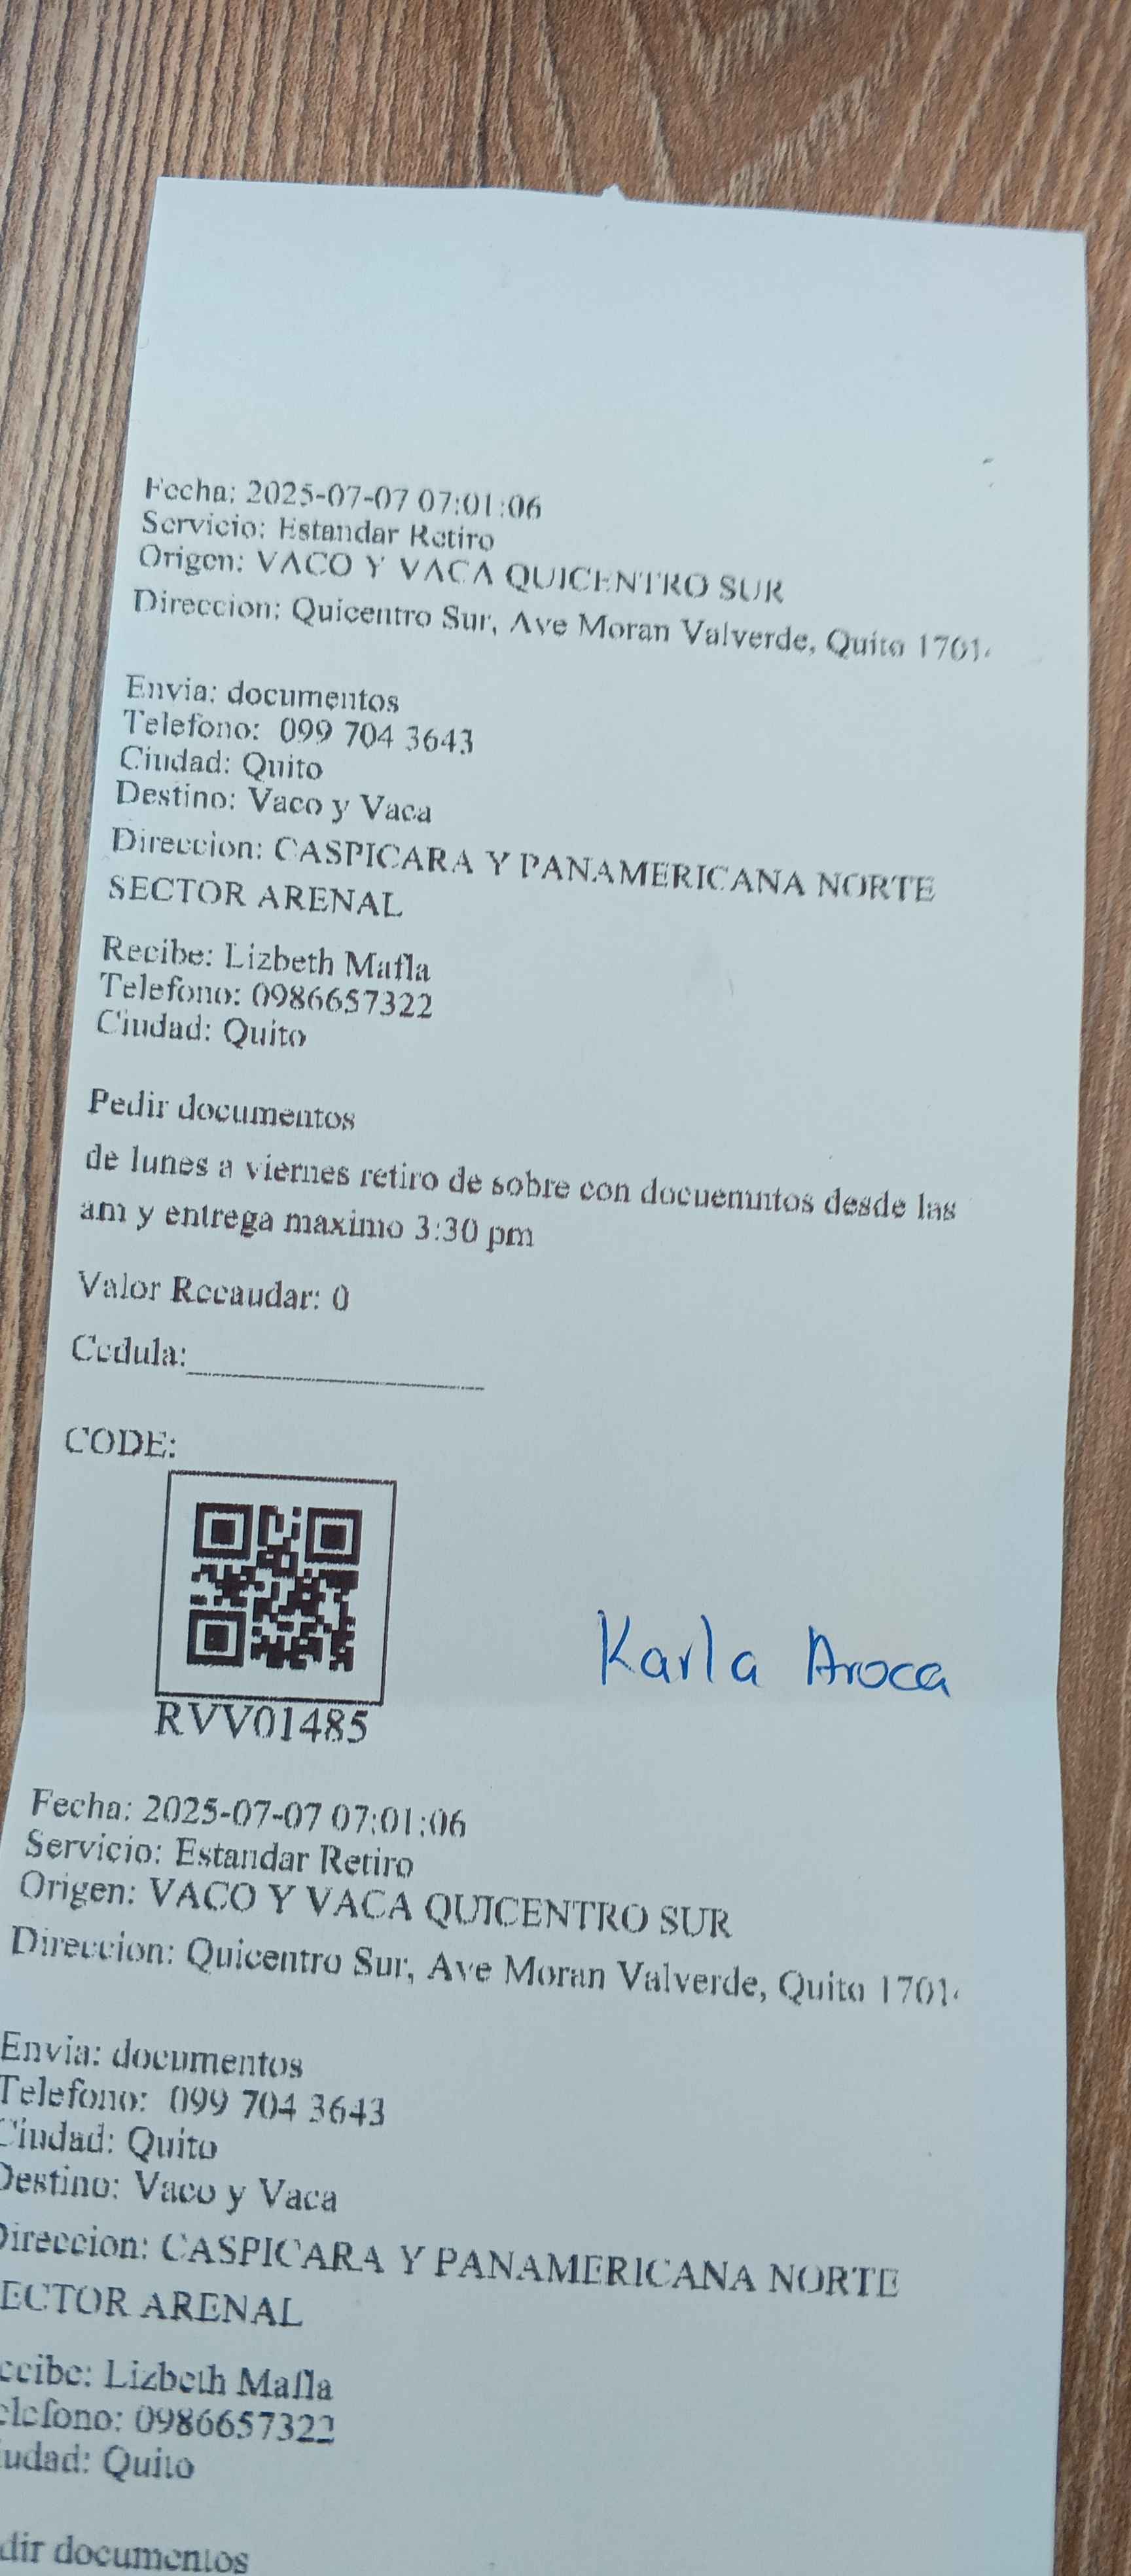 Fecha: 2025-07-07 07:01:06
Servicio: Estandar Retiro
Origen: VACO Y VACA QUICENTRO SUR
Direccion: Quicentro Sur, Ave Moran Valverde, Quito 1701
Envia: documentos
Telefono: 099 704 3643
Ciudad: Quito
Destino: Vaco y Vaca
Direccion: CASPICARA Y PANAMERICANA NORTE
SECTOR ARENAL
Recibe: Lizbeth Mafla
Telefono: 0986657322
Ciudad: Quito
Pedir documentos
de lunes a viernes retiro de sobre con docuemntos desde las
am y entrega maximo 3:30 pm
Valor Recaudar: 0
Cedula:
CODE:
Karla Aroca
RVV01485
Fecha: 2025-07-07 07:01:06
Servicio: Estandar Retiro
Origen: VACO Y VACA QUICENTRO SUR
Direccion: Quicentro Sur, Ave Moran Valverde, Quito 1701
Envia: documentos
Telefono: 099 704 3643
Ciudad: Quito
Destino: Vaco y Vaca
Direccion: CASPICARA Y PANAMERICANA NORTE
ECTOR ARENAL
ecibe: Lizbeth Mafla
elefono: 0986657322
iudad: Quito
dir documentos